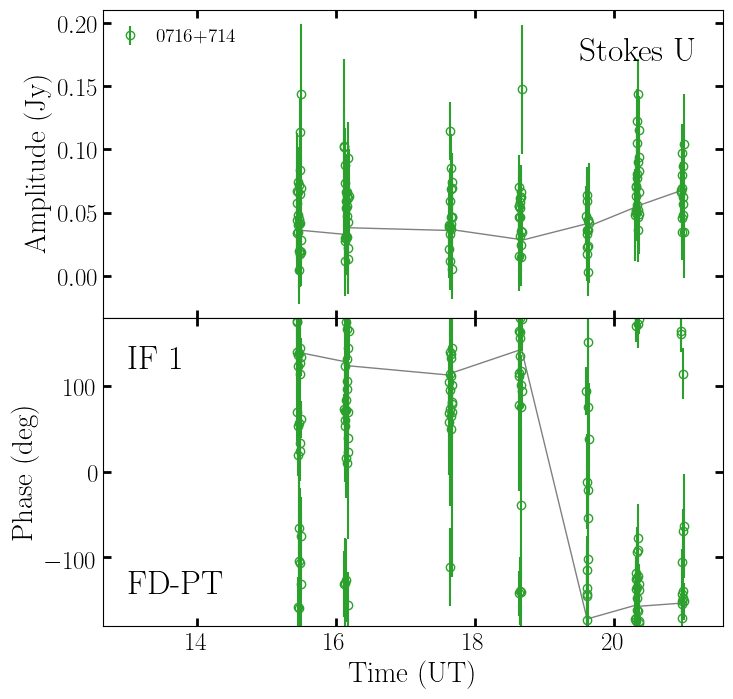 0.20
0716+714
Stokes U
0.15
0.10
0.05
0.00
Amplitude (Jy)
IF 1
100
0
−100
Phase (deg)
FD-PT
14 16 18 20
Time (UT)